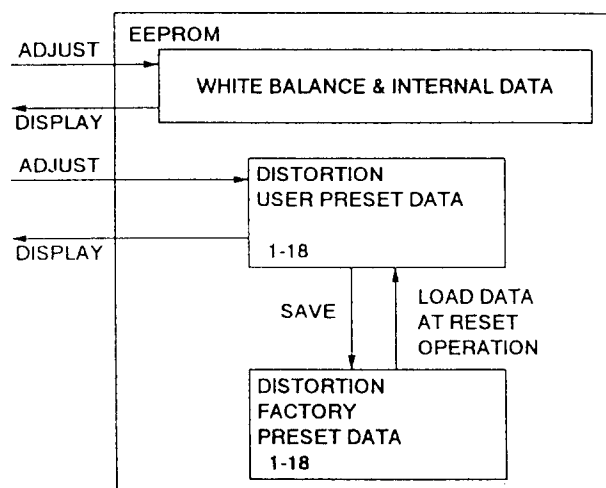 EEPROM
ADJUST
WHITE BALANCE & INTERNAL DATA
DISPLAY
ADJUST
DISTORTION
USER PRESET DATA
1-18
DISPLAY
SAVE
LOAD DATA
AT RESET
OPERATION
DISTORTION
FACTORY
PRESET DATA
1-18